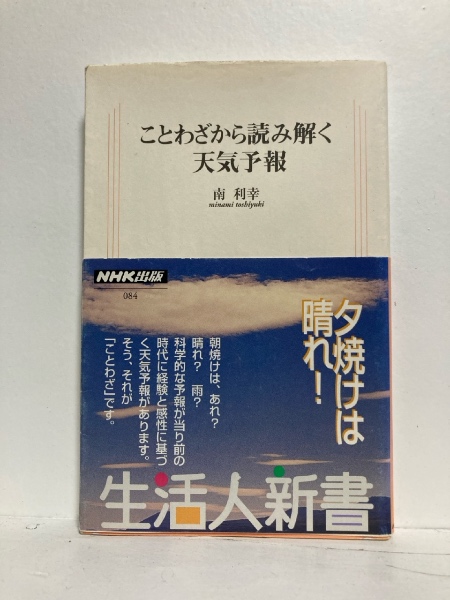 ことわざから読み解く
天気予報
南 利幸
minami toshiyuki
NHK出版
084
夕焼けは
晴れ！
朝焼けは、あれ？
晴れ？　雨？
科学的な予報が当り前の
時代に経験と感性に基づ
く天気予報があります。
そう、それが
「ことわざ」です。
生活人新書